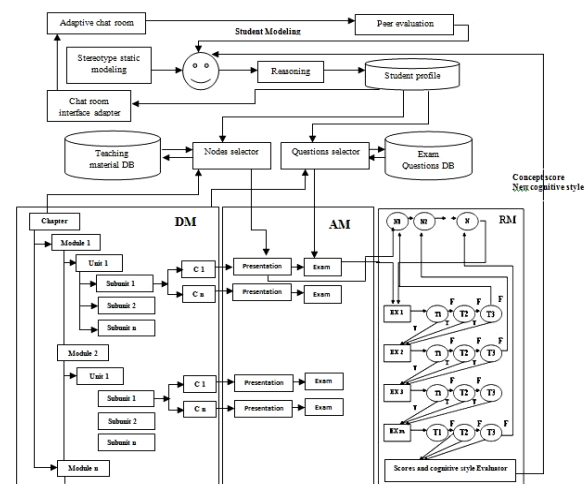 Adaptive chat room
Peer evaluation
Student Modeling
Stereotype static
modeling
Reasoning
Student profile
Chat room
interface adapter
Teaching
material DB
Nodes selector
Questions selector
Exam
Questions DB
Concept score
New cognitive style
DM
AM
RM
Chapter
Module 1
Unit 1
Subunit 1
Subunit 2
Subunit n
C 1
C n
Presentation
Exam
Presentation
Exam
N1
N2
N
EX 1
T1
F
T2
F
T3
F
T
T
T
EX 2
T1
F
T2
F
T3
F
T
T
T
EX 3
T1
F
T2
F
T3
T
T
T
EX n
T1
F
T2
F
T3
F
Module 2
Unit 1
Subunit 1
Subunit 2
Subunit n
C 1
C n
Presentation
Exam
Presentation
Exam
Module n
Scores and cognitive style Evaluator